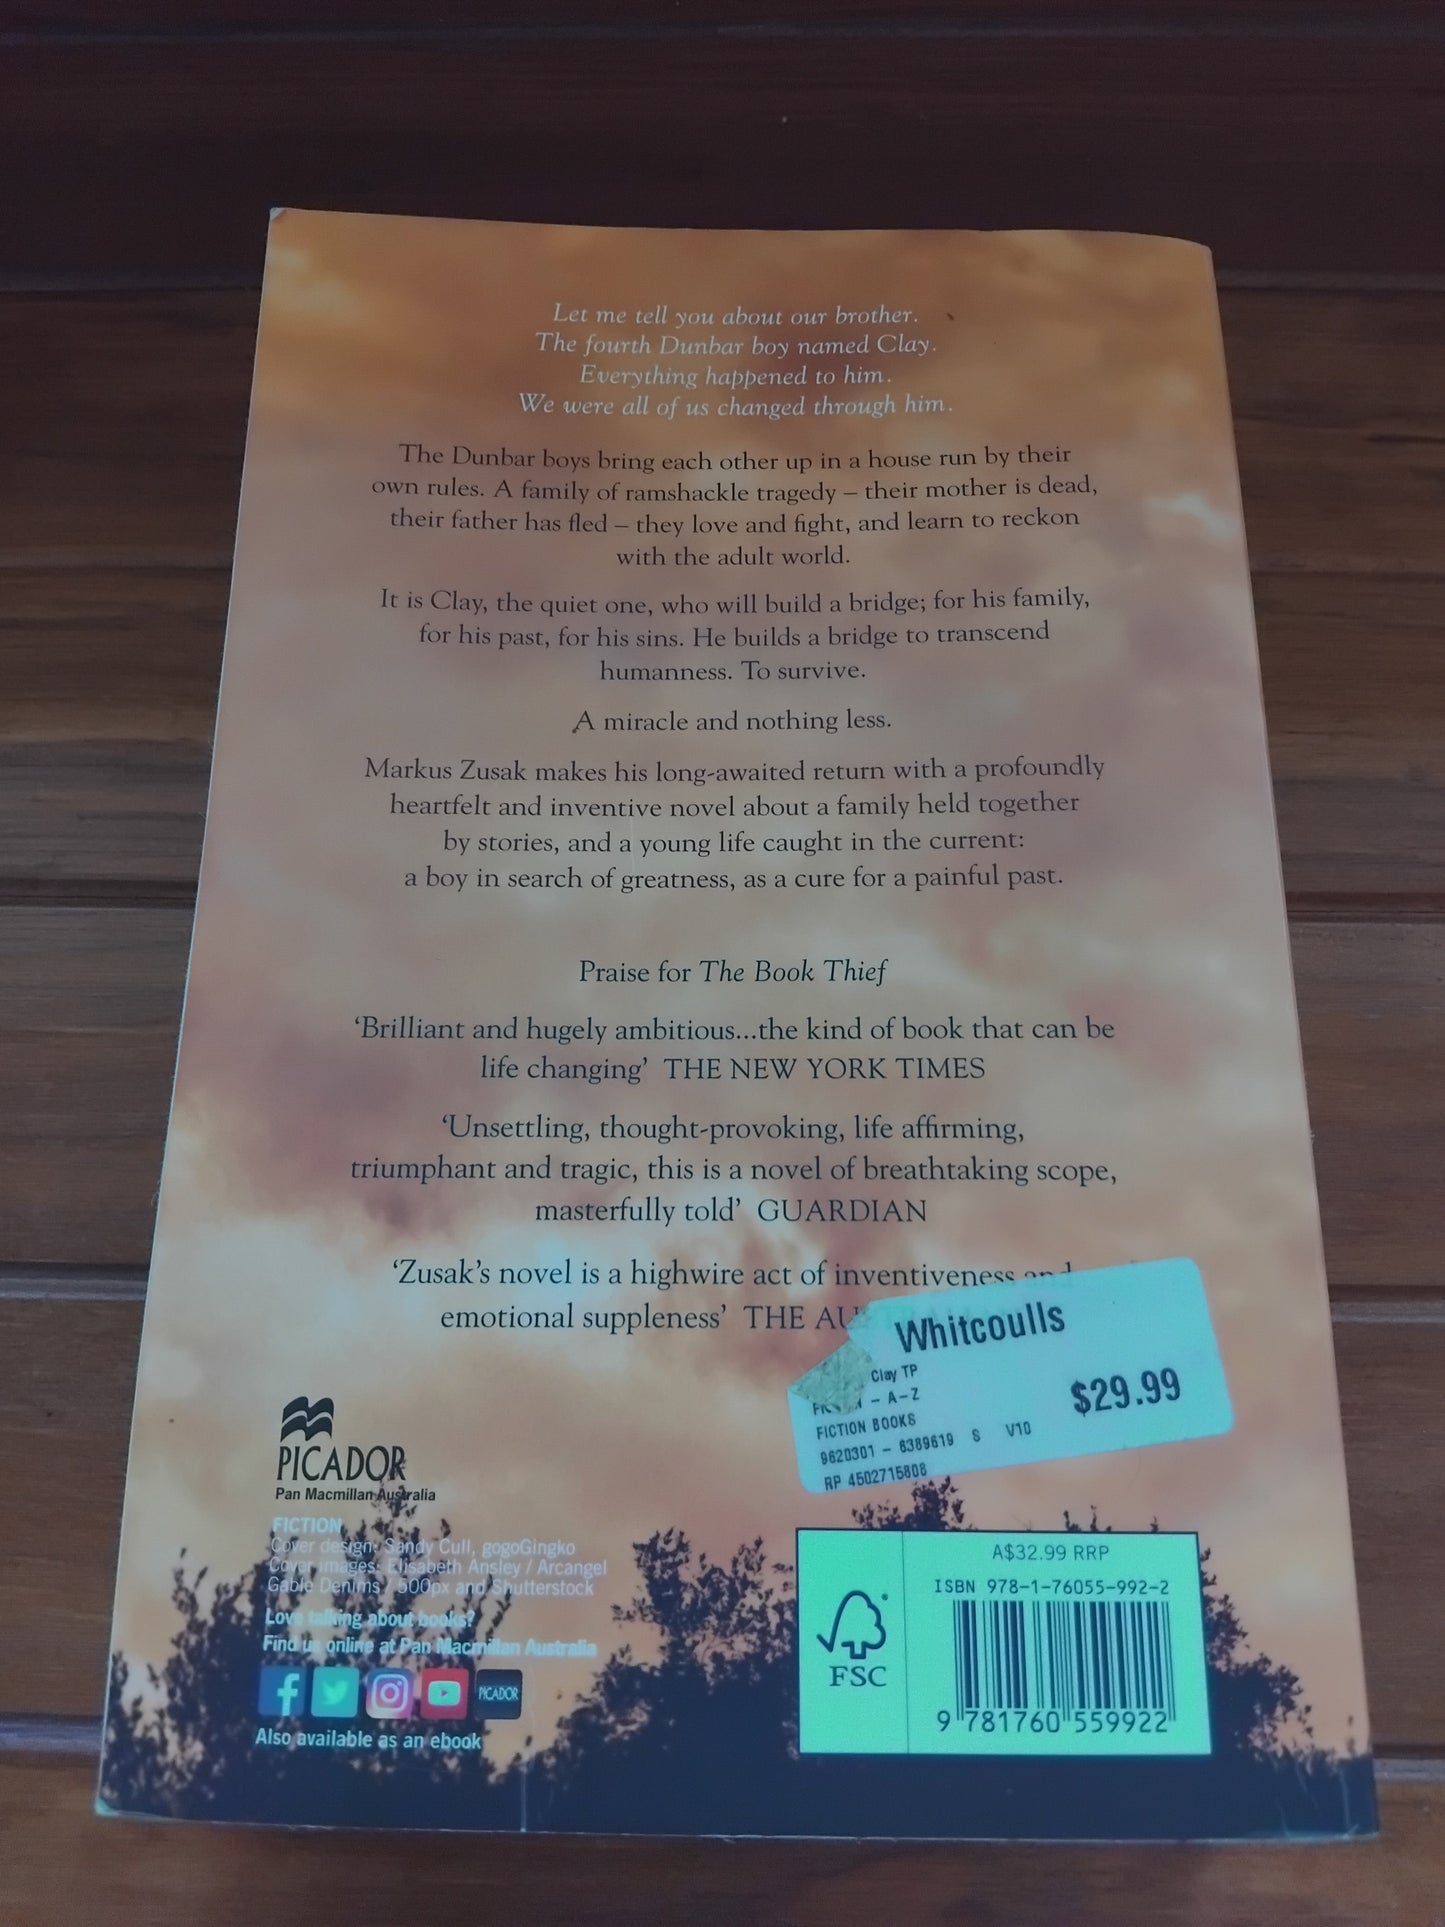 Let me tell you about our brother.
The fourth Dunbar boy named Clay.
Everything happened to him.
We were all of us changed through him.
The Dunbar boys bring each other up in a house run by their
own rules. A family of ramshackle tragedy – their mother is dead,
their father has fled – they love and fight, and learn to reckon
with the adult world.
It is Clay, the quiet one, who will build a bridge; for his family,
for his past, for his sins. He builds a bridge to transcend
humanness. To survive.
A miracle and nothing less.
Markus Zusak makes his long-awaited return with a profoundly
heartfelt and inventive novel about a family held together
by stories, and a young life caught in the current:
a boy in search of greatness, as a cure for a painful past.
Praise for The Book Thief
‘Brilliant and hugely ambitious...the kind of book that can be
life changing’ THE NEW YORK TIMES
‘Unsettling, thought-provoking, life affirming,
triumphant and tragic, this is a novel of breathtaking scope,
masterfully told’ GUARDIAN
‘Zusak’s novel is a highwire act of inventiveness and
emotional suppleness’ THE
Whitcoulls
Clay TP
– A–Z
$29.99
FICTION BOOKS
9620301 – 6389619 S V10
RP 4502715808
PICADOR
Pan Macmillan Australia
FICTION
Cover design: Sandy Cull, gogoGingko
Cover images: Elisabeth Ansley / Arcangel
Gable Denims / 500px and Shutterstock
Love talking about books?
Find us online at Pan Macmillan Australia
PICADOR
Also available as an ebook
A$32.99 RRP
ISBN 978-1-76055-992-2
FSC
9 781760 559922